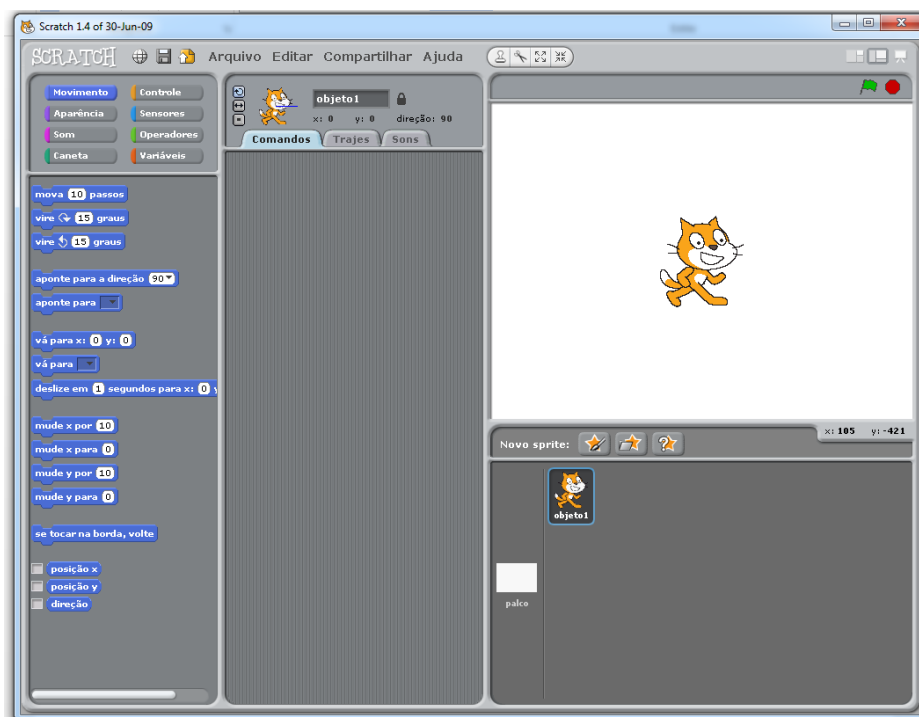 Scratch 1.4 of 30-Jun-09
SCRATCH Arquivo Editar Compartilhar Ajuda
Movimento Controle
Aparência Sensores
Som Operadores
Caneta Variáveis
objeto1
x: 0 y: 0 direção: 90
Comandos Trajes Sons
mova 10 passos
vire 15 graus
vire 15 graus
aponte para a direção 90
aponte para
vá para x: 0 y: 0
vá para
deslize em 1 segundos para x: 0 y
mude x por 10
mude x para 0
mude y por 10
mude y para 0
se tocar na borda, volte
posição x
posição y
direção
x: 105 y: -421
Novo sprite:
objeto1
palco